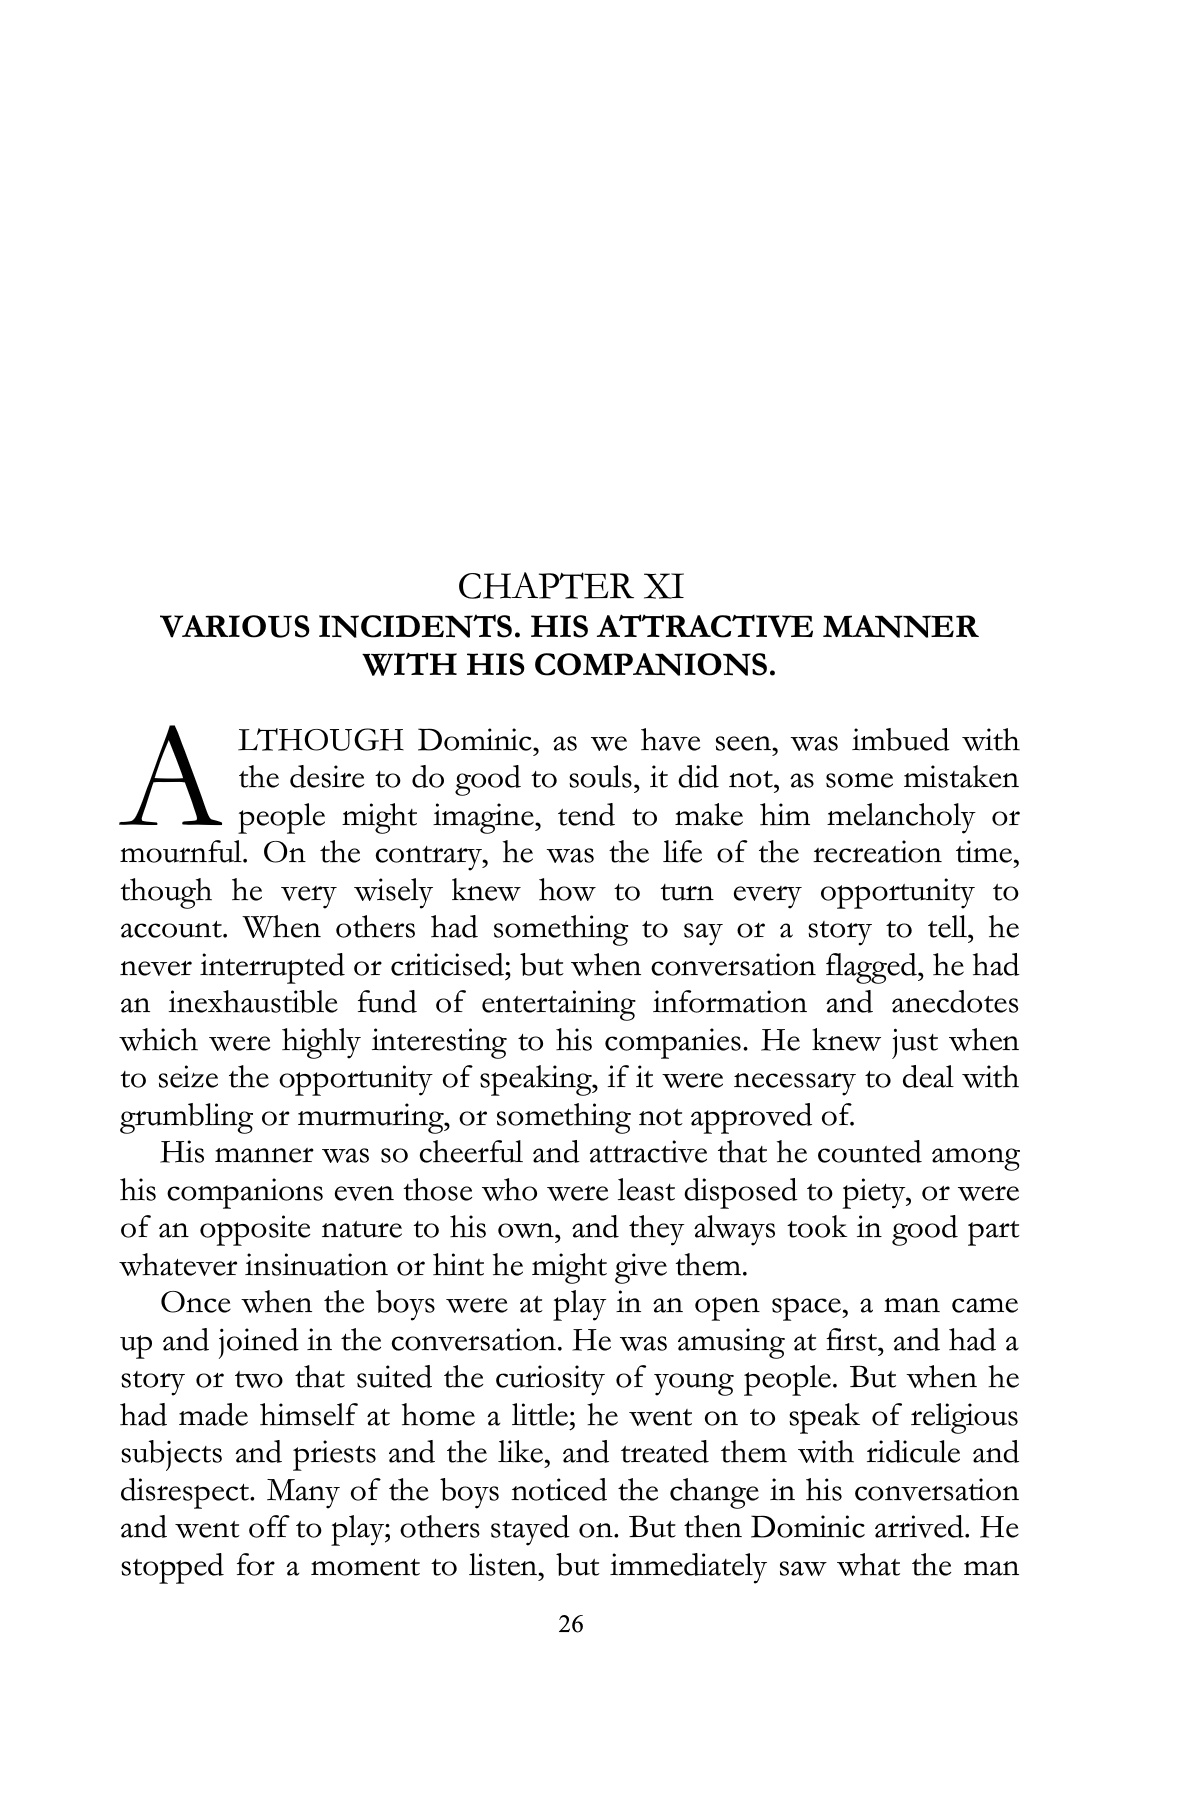 CHAPTER XI
VARIOUS INCIDENTS. HIS ATTRACTIVE MANNER
WITH HIS COMPANIONS.
ALTHOUGH Dominic, as we have seen, was imbued with
the desire to do good to souls, it did not, as some mistaken
people might imagine, tend to make him melancholy or
mournful. On the contrary, he was the life of the recreation time,
though he very wisely knew how to turn every opportunity to
account. When others had something to say or a story to tell, he
never interrupted or criticised; but when conversation flagged, he had
an inexhaustible fund of entertaining information and anecdotes
which were highly interesting to his companies. He knew just when
to seize the opportunity of speaking, if it were necessary to deal with
grumbling or murmuring, or something not approved of.
His manner was so cheerful and attractive that he counted among
his companions even those who were least disposed to piety, or were
of an opposite nature to his own, and they always took in good part
whatever insinuation or hint he might give them.
Once when the boys were at play in an open space, a man came
up and joined in the conversation. He was amusing at first, and had a
story or two that suited the curiosity of young people. But when he
had made himself at home a little; he went on to speak of religious
subjects and priests and the like, and treated them with ridicule and
disrespect. Many of the boys noticed the change in his conversation
and went off to play; others stayed on. But then Dominic arrived. He
stopped for a moment to listen, but immediately saw what the man
26